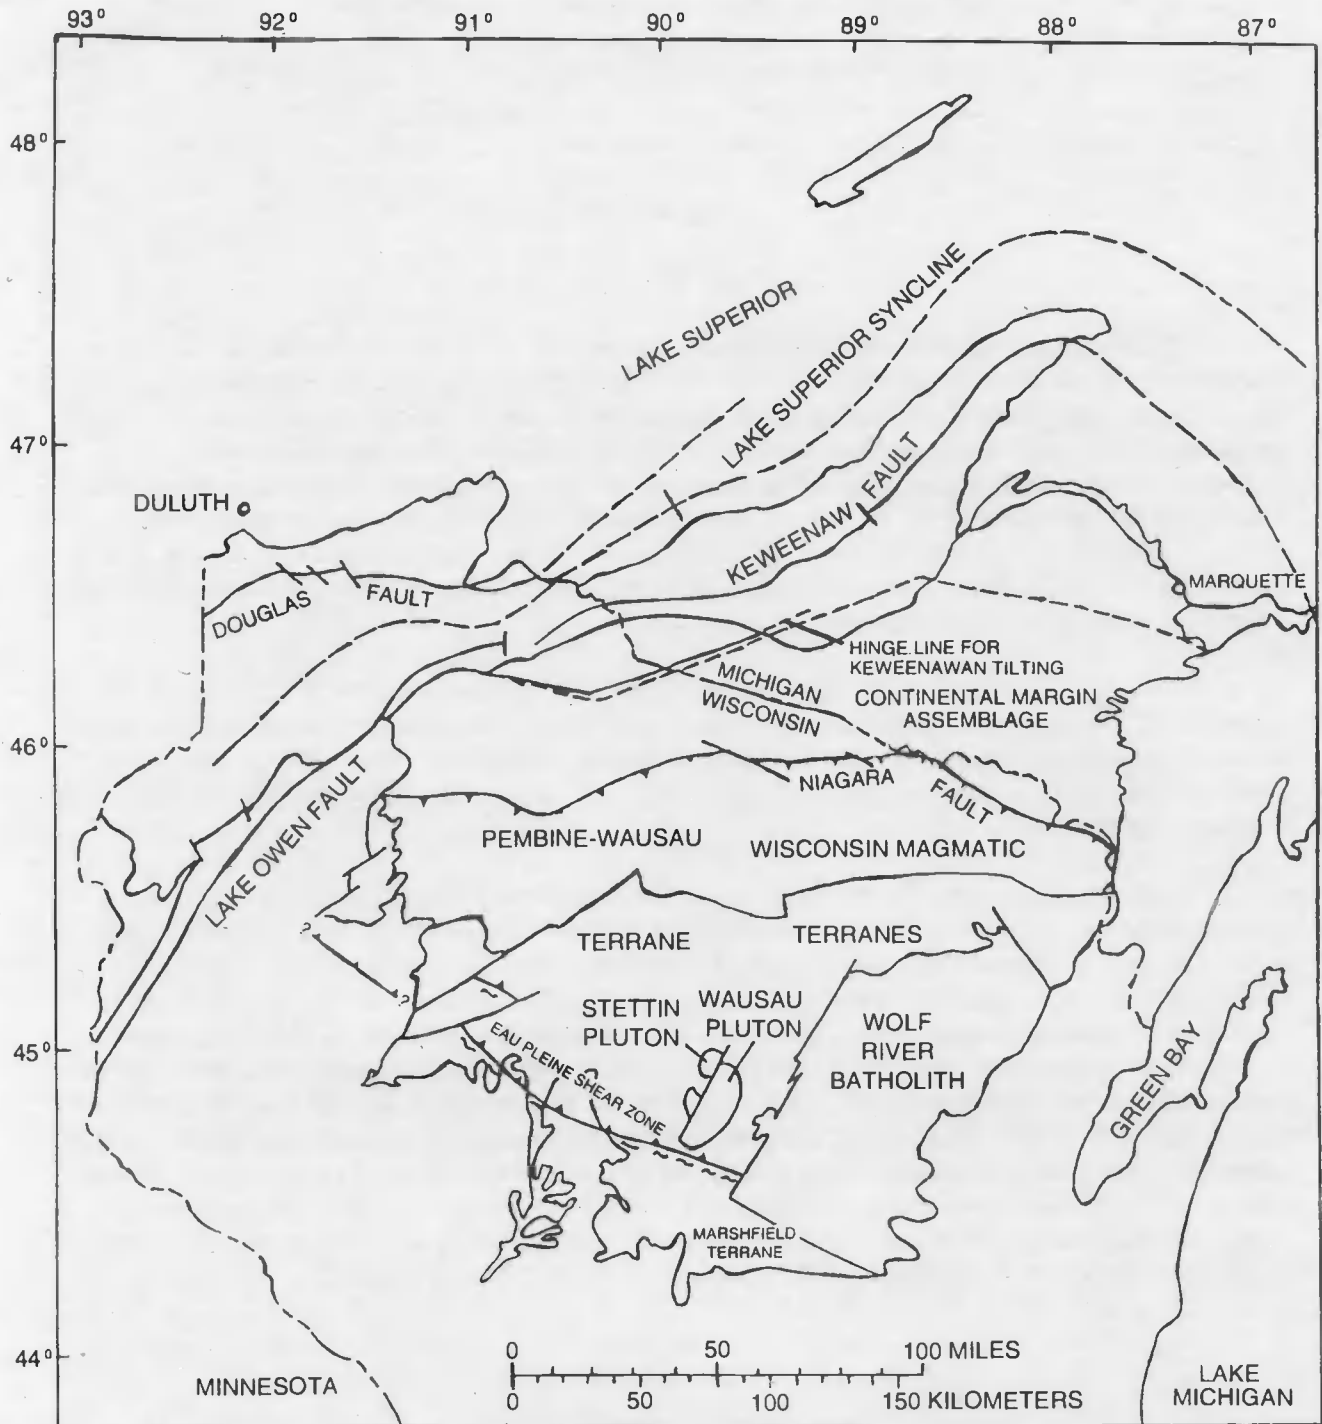 93° 92° 91° 90° 89° 88° 87°
48°
LAKE SUPERIOR
LAKE SUPERIOR SYNCLINE
47°
KEWEENAW FAULT
DULUTH
MARQUETTE
DOUGLAS FAULT
HINGE LINE FOR
KEWEENAWAN TILTING
MICHIGAN
WISCONSIN
CONTINENTAL MARGIN
ASSEMBLAGE
46°
NIAGARA FAULT
LAKE OWEN FAULT
PEMBINE-WAUSAU
WISCONSIN MAGMATIC
?
TERRANE
TERRANES
?
STETTIN
PLUTON
WAUSAU
PLUTON
WOLF
RIVER
BATHOLITH
45°
EAU PLEINE SHEAR ZONE
GREEN BAY
MARSHFIELD
TERRANE
44°
0 50 100 MILES
0 50 100 150 KILOMETERS
MINNESOTA
LAKE
MICHIGAN